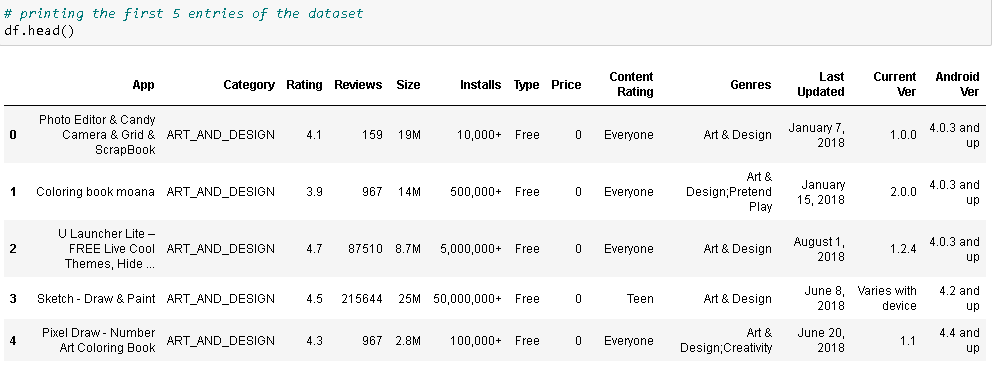 # printing the first 5 entries of the dataset
df.head()
App Category Rating Reviews Size Installs Type Price Content Rating Genres Last Updated Current Ver Android Ver
0 Photo Editor & Candy Camera & Grid & ScrapBook ART_AND_DESIGN 4.1 159 19M 10,000+ Free 0 Everyone Art & Design January 7, 2018 1.0.0 4.0.3 and up
1 Coloring book moana ART_AND_DESIGN 3.9 967 14M 500,000+ Free 0 Everyone Art & Design;Pretend Play January 15, 2018 2.0.0 4.0.3 and up
2 U Launcher Lite – FREE Live Cool Themes, Hide ... ART_AND_DESIGN 4.7 87510 8.7M 5,000,000+ Free 0 Everyone Art & Design August 1, 2018 1.2.4 4.0.3 and up
3 Sketch - Draw & Paint ART_AND_DESIGN 4.5 215644 25M 50,000,000+ Free 0 Teen Art & Design June 8, 2018 Varies with device 4.2 and up
4 Pixel Draw - Number Art Coloring Book ART_AND_DESIGN 4.3 967 2.8M 100,000+ Free 0 Everyone Art & Design;Creativity June 20, 2018 1.1 4.4 and up